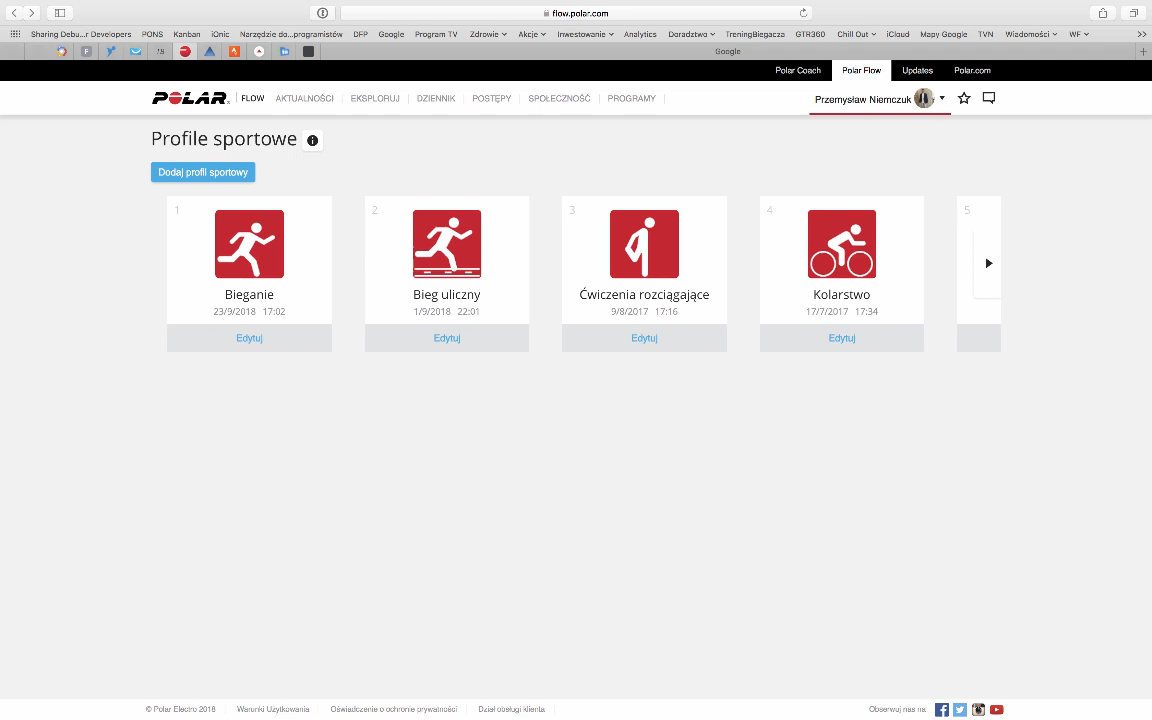 flow.polar.com
Sharing Debu...r Developers PONS Kanban iOnic Narzędzie do...programistów DFP Google Program TV Zdrowie Akcje Inwestowanie Analytics Doradztwo TreningBiegacza GTR360 Chill Out iCloud Mapy Google TVN Wiadomości WF
Google
Polar Coach Polar Flow Updates Polar.com
POLAR FLOW AKTUALNOŚCI EKSPLORUJ DZIENNIK POSTĘPY SPOŁECZNOŚĆ PROGRAMY Przemysław Niemczuk
Profile sportowe
Dodaj profil sportowy
1 2 3 4 5
Bieganie Bieg uliczny Ćwiczenia rozciągające Kolarstwo
23/9/2018 17:02 1/9/2018 22:01 9/8/2017 17:16 17/7/2017 17:34
Edytuj Edytuj Edytuj Edytuj
© Polar Electro 2018 Warunki Użytkowania Oświadczenie o ochronie prywatności Dział obsługi klienta Obserwuj nas na